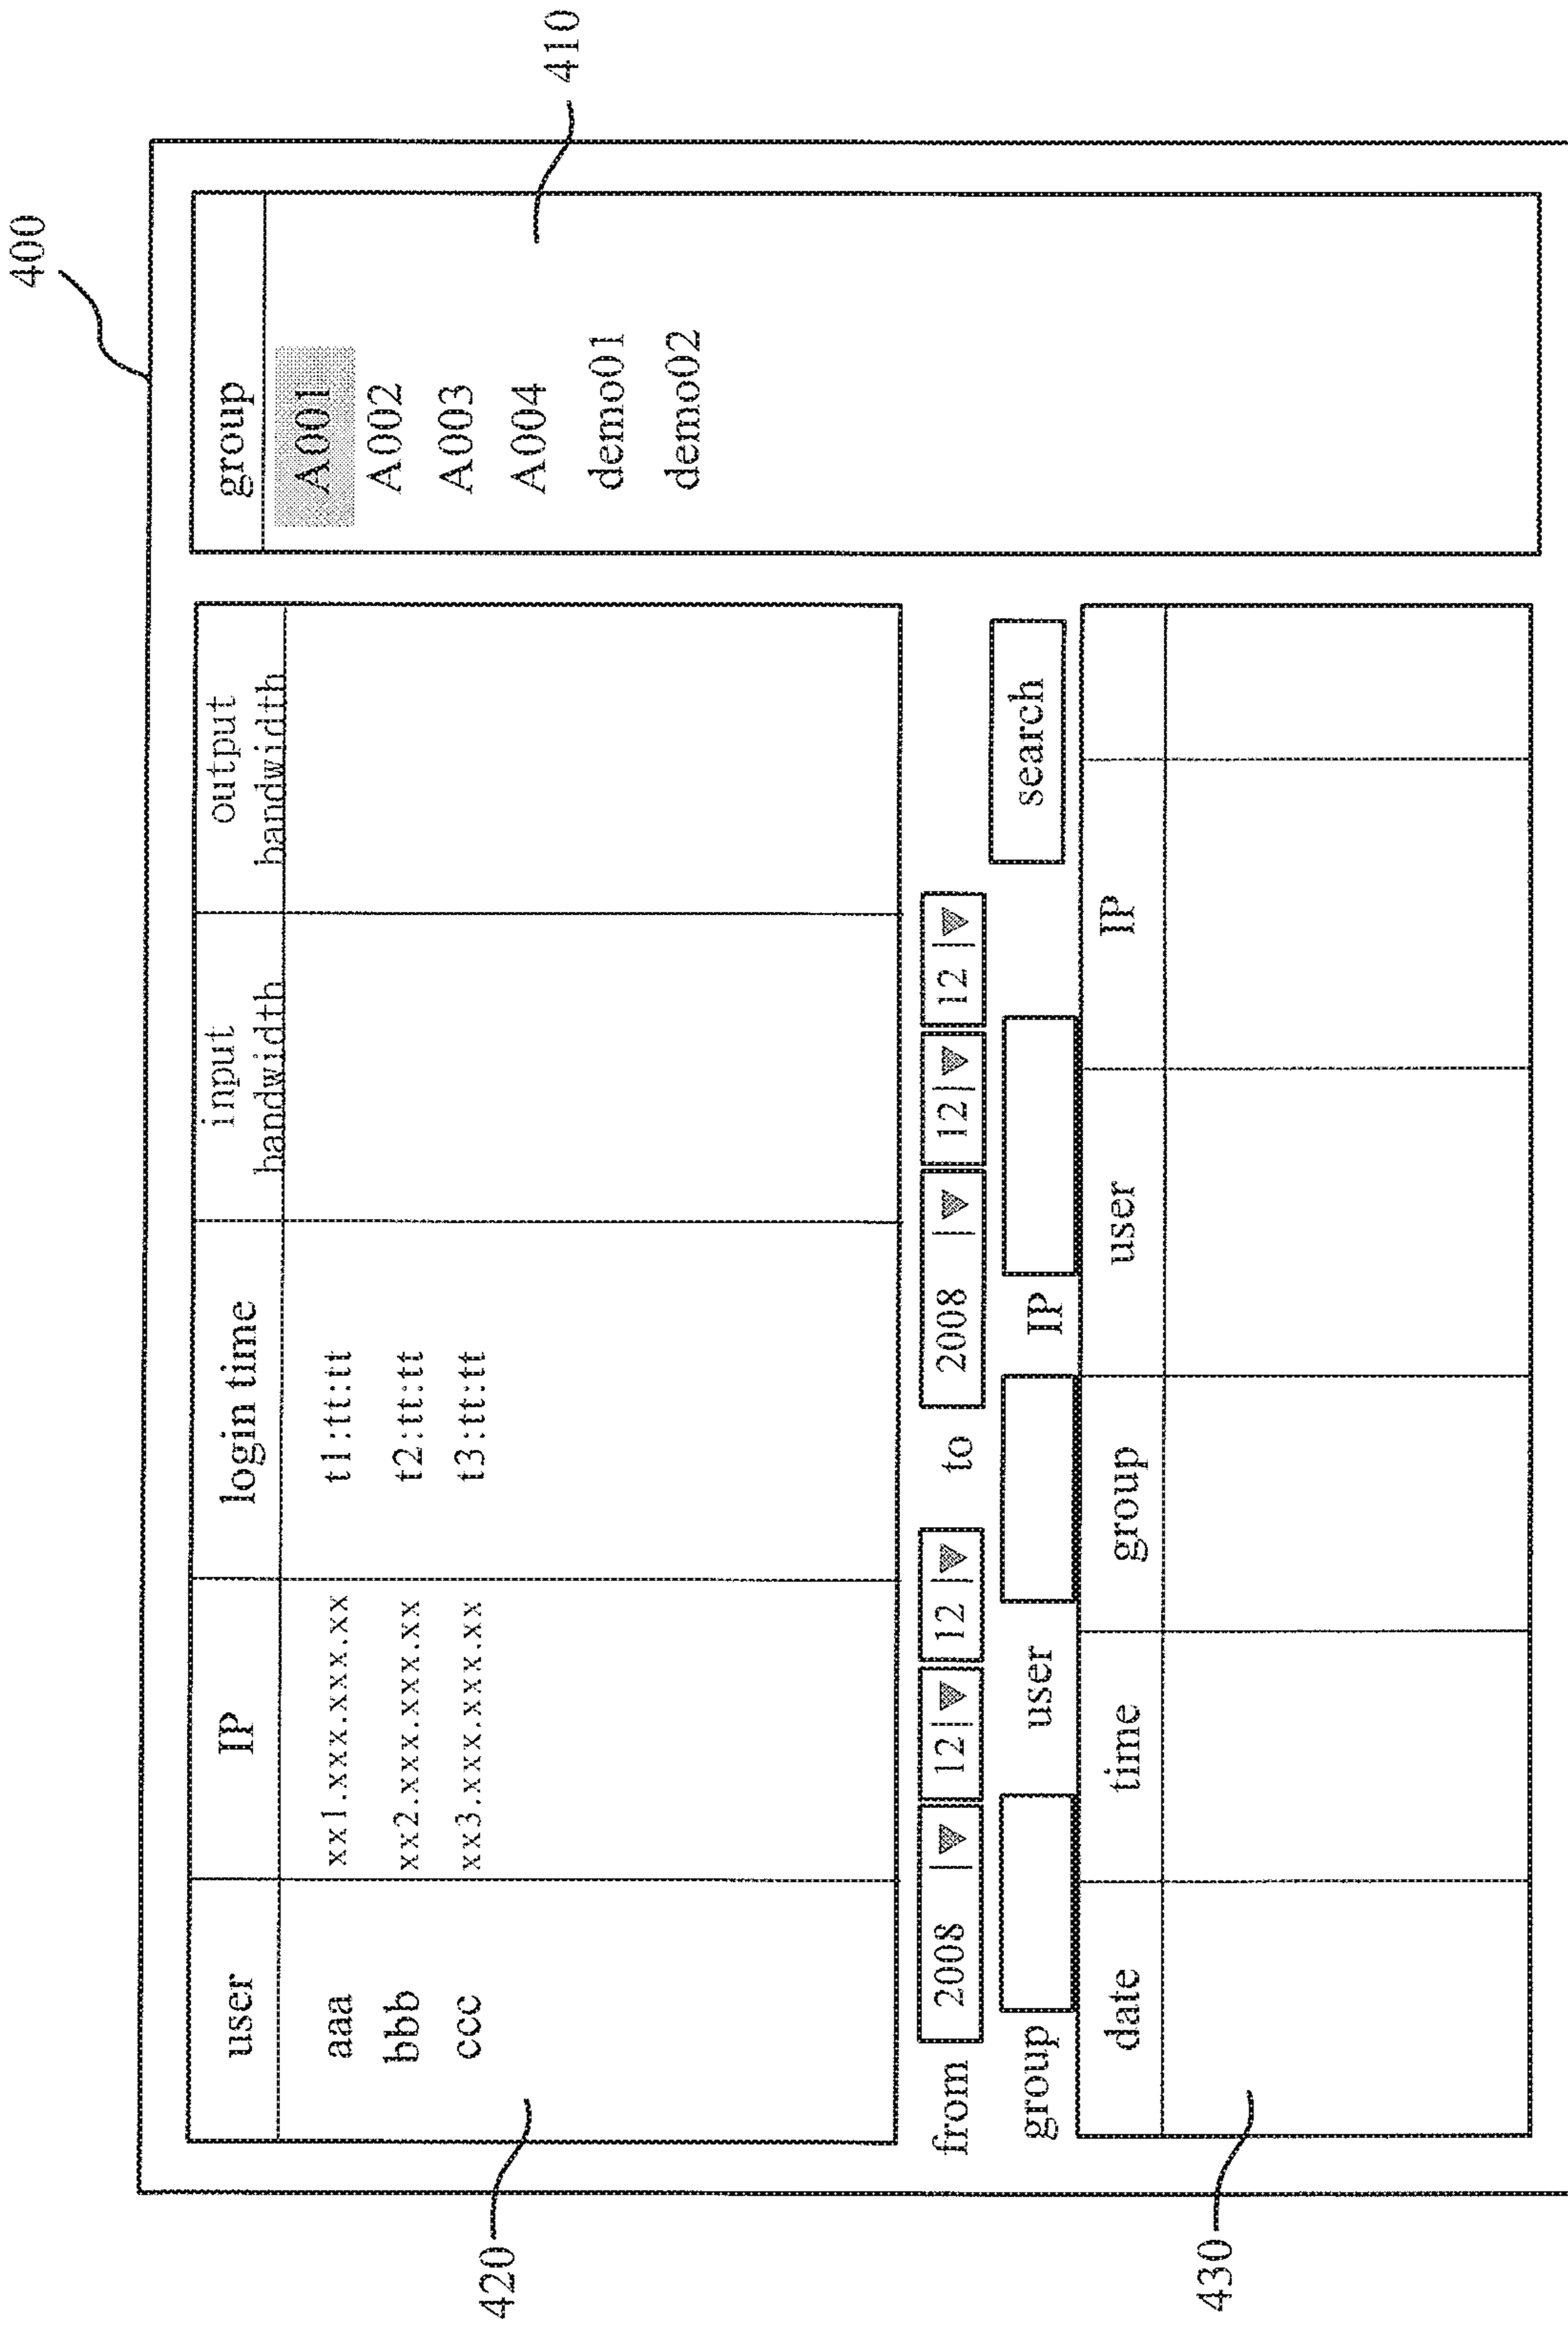 400
user IP login time input bandwidth output bandwidth
aaa xx1.xxx.xxx.xx t1:tt:tt
bbb xx2.xxx.xxx.xx t2:tt:tt
ccc xx3.xxx.xxx.xx t3:tt:tt
420
group
A001
A002
A003
A004
demo01
demo02
410
from 2008 12 12 to 2008 12 12
group user IP search
date time group user IP
430